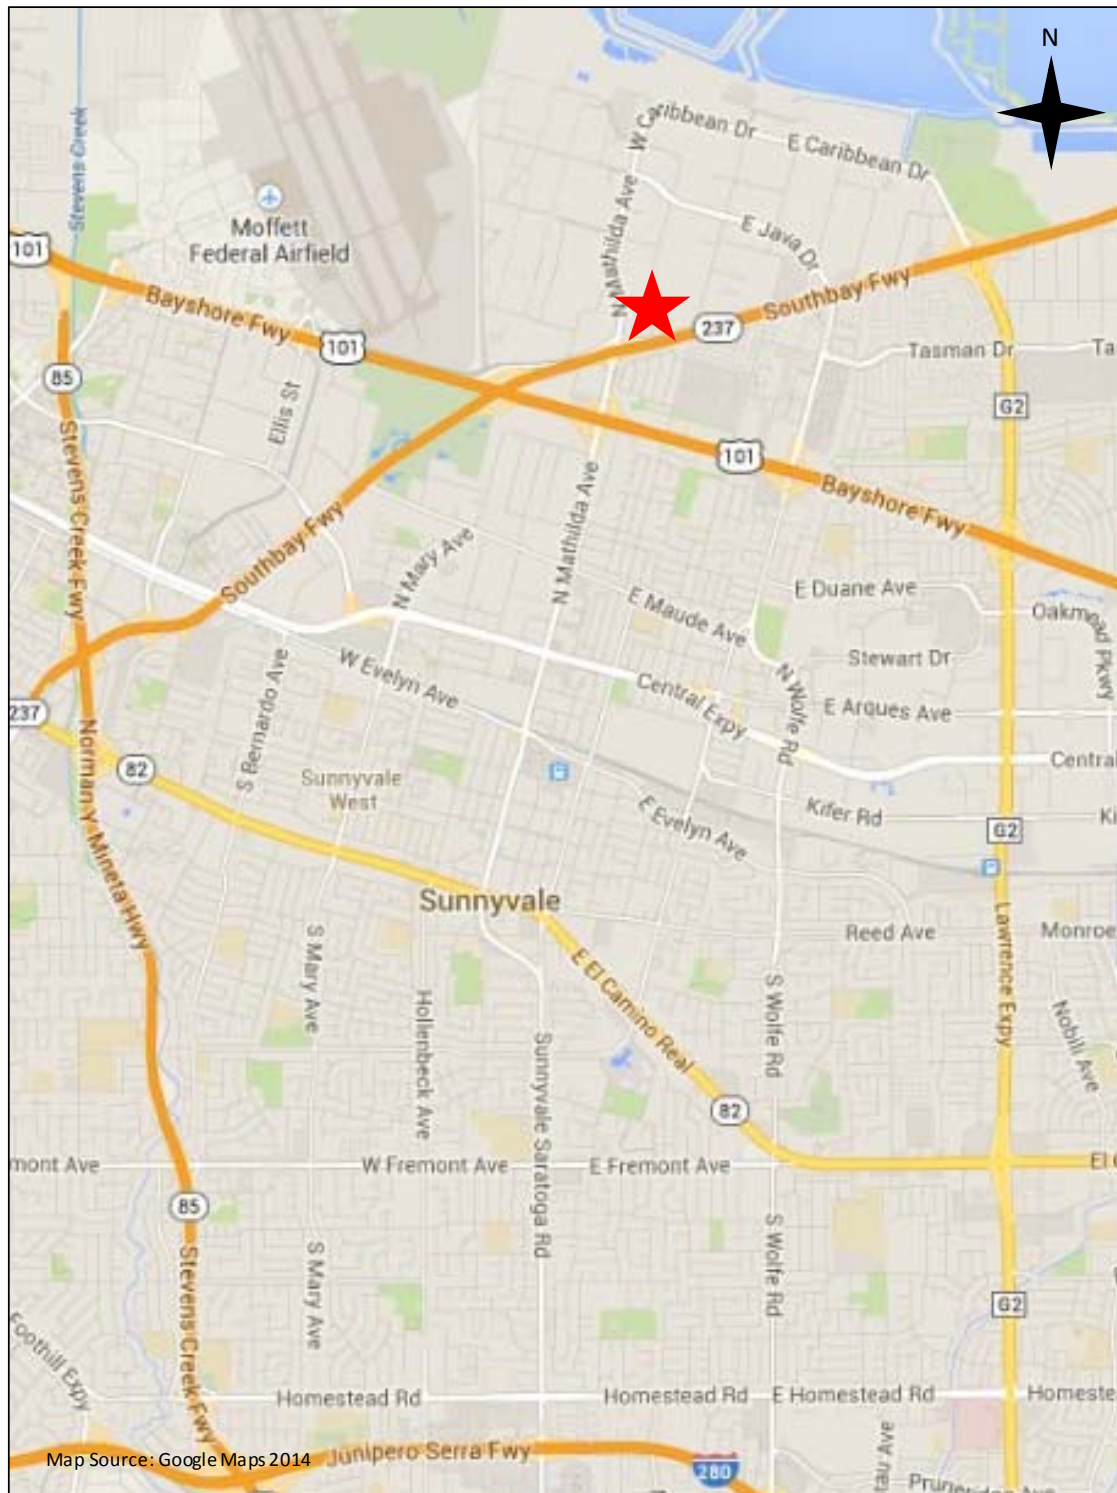 N
W Caribbean Dr
E Caribbean Dr
Stevens Creek
N Mathilda Ave
E Java Dr
Moffett
Federal Airfield
101
Bayshore Fwy
101
Southbay Fwy
237
Tasman Dr
Ta
85
Ellis St
G2
101
Bayshore Fwy
Stevens Creek Fwy
Southbay Fwy
N Mary Ave
N Mathilda Ave
E Maude Ave
E Duane Ave
Oakmead Pkwy
Stewart Dr
W Evelyn Ave
Central Expy
N Wolfe Rd
E Arques Ave
237
S Bernardo Ave
Norman Y Mineta Hwy
82
Sunnyvale
West
Central
E Evelyn Ave
Kifer Rd
Ki
G2
Sunnyvale
Reed Ave
Monroe
Lawrence Expy
S Mary Ave
Hollenbeck Ave
E El Camino Real
S Wolfe Rd
Nobili Ave
Sunnyvale Saratoga Rd
82
mont Ave
W Fremont Ave
E Fremont Ave
El C
85
S Mary Ave
S Wolfe Rd
Stevens Creek Fwy
G2
Foothill Expy
Homestead Rd
Homestead Rd
E Homestead Rd
Homeste
Map Source: Google Maps 2014
Junipero Serra Fwy
280